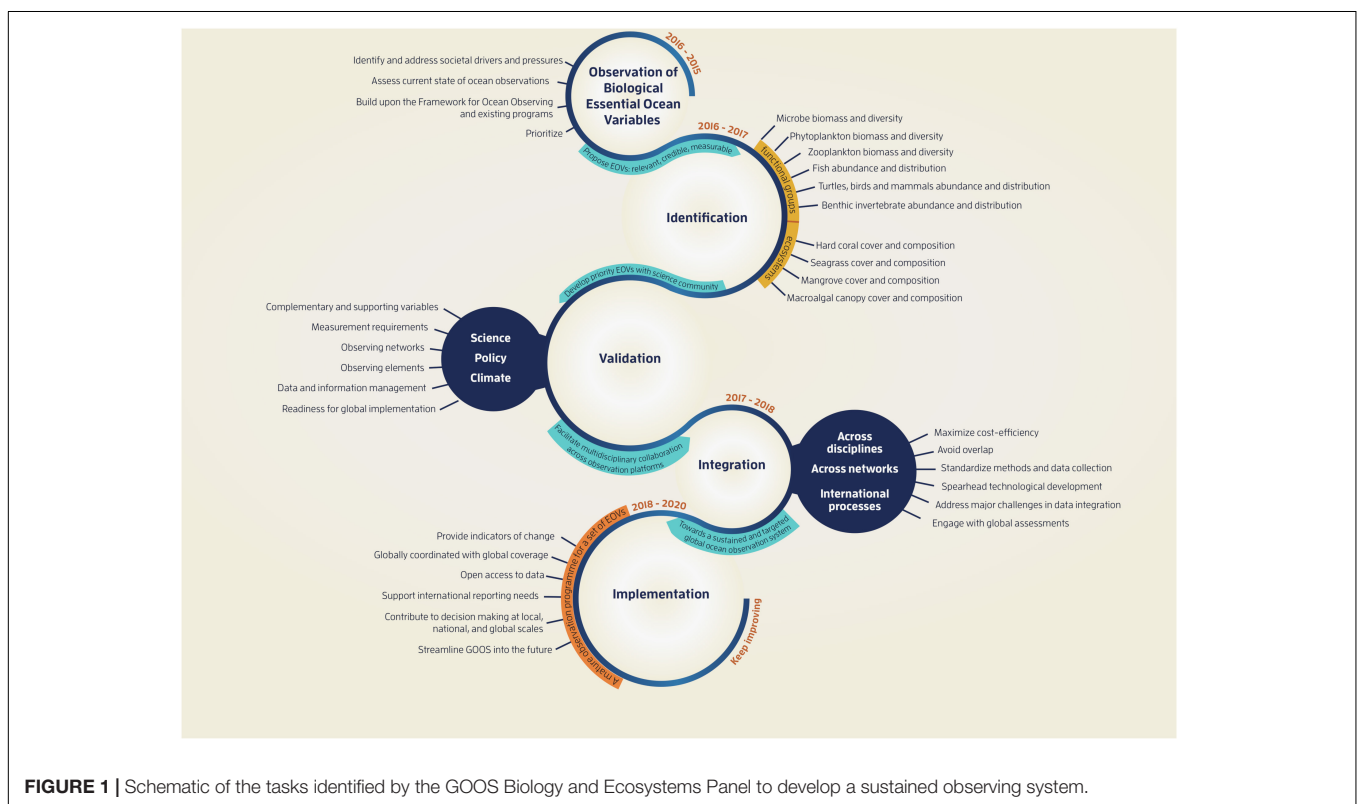 2016-2015
Observation of
Biological
Essential Ocean
Variables
Identify and address societal drivers and pressures
Assess current state of ocean observations
Build upon the Framework for Ocean Observing
and existing programs
Prioritize
Propose EOVs: relevant, credible, measurable
2016 - 2017
Identification
functional groups
Microbe biomass and diversity
Phytoplankton biomass and diversity
Zooplankton biomass and diversity
Fish abundance and distribution
Turtles, birds and mammals abundance and distribution
Benthic invertebrate abundance and distribution
ecosystems
Hard coral cover and composition
Seagrass cover and composition
Mangrove cover and composition
Macroalgal canopy cover and composition
Develop priority EOVs with science community
Validation
Science
Policy
Climate
Complementary and supporting variables
Measurement requirements
Observing networks
Observing elements
Data and information management
Readiness for global implementation
Facilitate multidisciplinary collaboration
across observation platforms
2017 - 2018
Integration
Across
disciplines
Across networks
International
processes
Maximize cost-efficiency
Avoid overlap
Standardize methods and data collection
Spearhead technological development
Address major challenges in data integration
Engage with global assessments
Towards a sustained and targeted
global ocean observation system
2018 - 2020
Implementation
A mature observation programme for a set of EOVs
Provide indicators of change
Globally coordinated with global coverage
Open access to data
Support international reporting needs
Contribute to decision making at local,
national, and global scales
Streamline GOOS into the future
Keep improving
FIGURE 1 | Schematic of the tasks identified by the GOOS Biology and Ecosystems Panel to develop a sustained observing system.